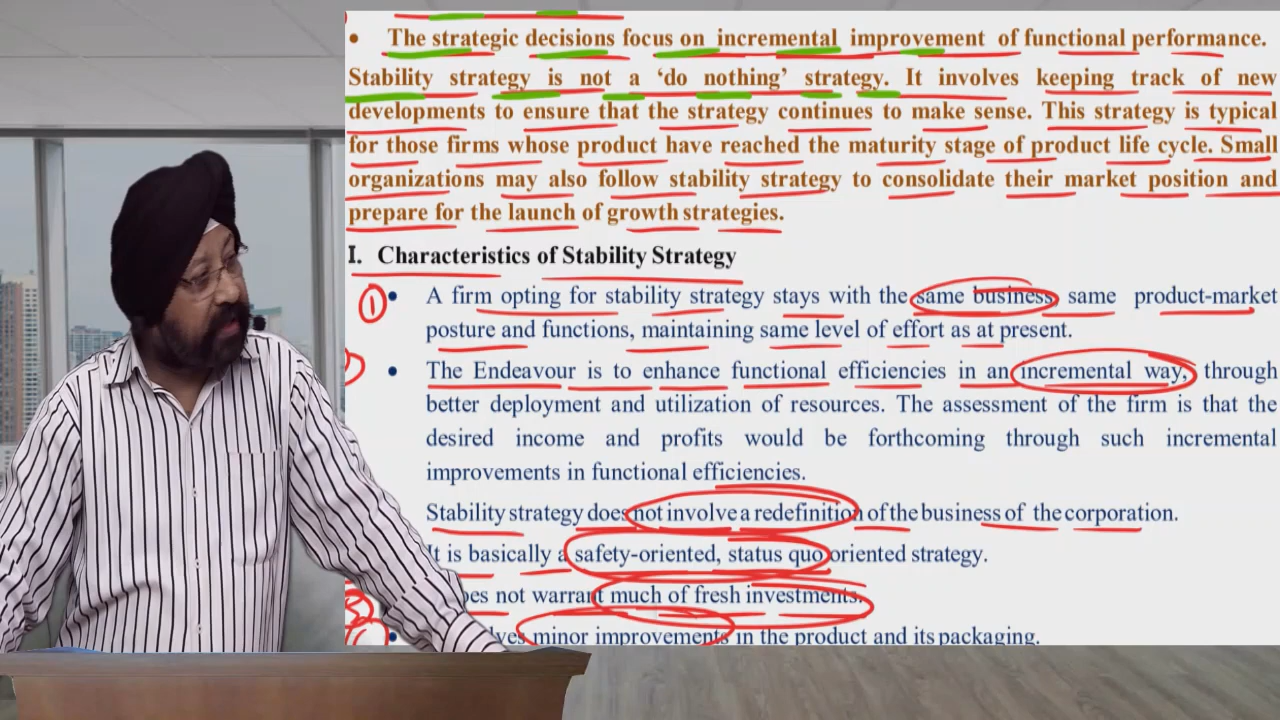 • The strategic decisions focus on incremental improvement of functional performance.
Stability strategy is not a ‘do nothing’ strategy. It involves keeping track of new
developments to ensure that the strategy continues to make sense. This strategy is typical
for those firms whose product have reached the maturity stage of product life cycle. Small
organizations may also follow stability strategy to consolidate their market position and
prepare for the launch of growth strategies.
I. Characteristics of Stability Strategy
① • A firm opting for stability strategy stays with the same business, same product-market
posture and functions, maintaining same level of effort as at present.
• The Endeavour is to enhance functional efficiencies in an incremental way, through
better deployment and utilization of resources. The assessment of the firm is that the
desired income and profits would be forthcoming through such incremental
improvements in functional efficiencies.
Stability strategy does not involve a redefinition of the business of the corporation.
It is basically a safety-oriented, status quo oriented strategy.
not warrant much of fresh investments.
• minor improvements in the product and its packaging.